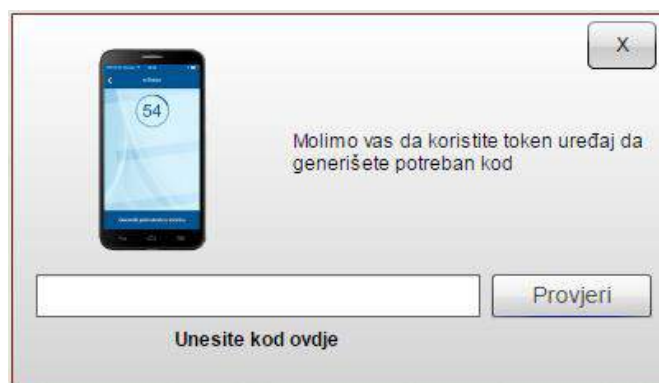 X
54
Molimo vas da koristite token uređaj da
generišete potreban kod
Provjeri
Unesite kod ovdje